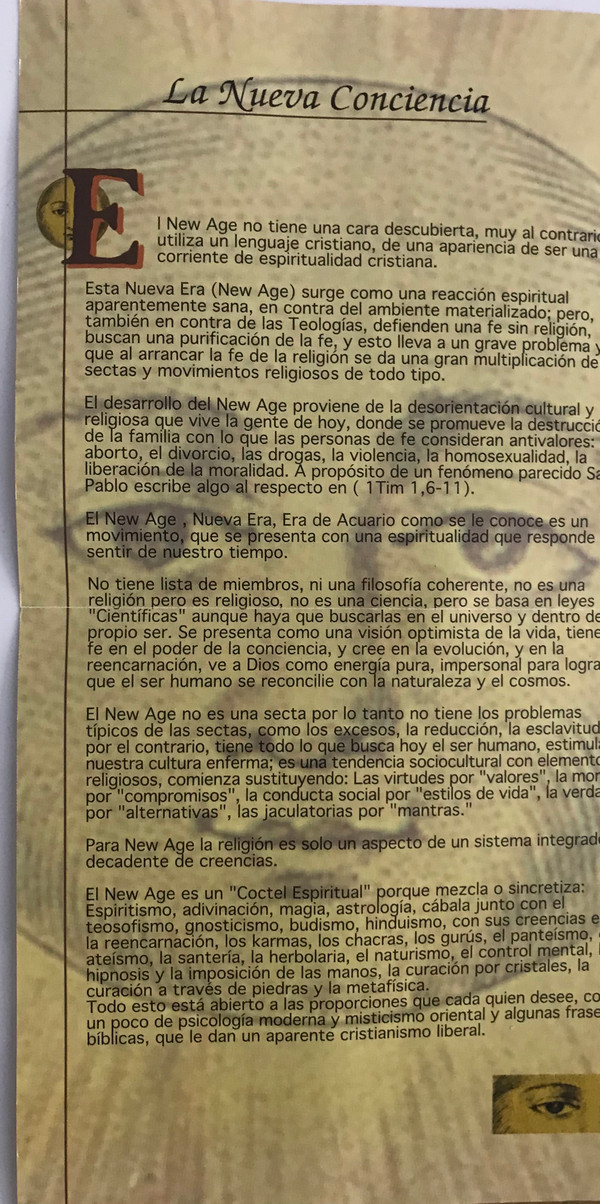 La Nueva Conciencia
El New Age no tiene una cara descubierta, muy al contrario
utiliza un lenguaje cristiano, de una apariencia de ser una
corriente de espiritualidad cristiana.
Esta Nueva Era (New Age) surge como una reacción espiritual
aparentemente sana, en contra del ambiente materializado; pero,
también en contra de las Teologías, defienden una fe sin religión,
buscan una purificación de la fe, y esto lleva a un grave problema y
que al arrancar la fe de la religión se da una gran multiplicación de
sectas y movimientos religiosos de todo tipo.
El desarrollo del New Age proviene de la desorientación cultural y
religiosa que vive la gente de hoy, donde se promueve la
de la familia con lo que las personas de fe consideran antivalores:
aborto, el divorcio, las drogas, la violencia, la homosexualidad, la
liberación de la moralidad. A propósito de un fenómeno parecido
Pablo escribe algo al respecto en ( 1Tim 1,6-11).
El New Age , Nueva Era, Era de Acuario como se le conoce es un
movimiento, que se presenta con una espiritualidad que responde
sentir de nuestro tiempo.
No tiene lista de miembros, ni una filosofía coherente, no es una
religión pero es religioso, no es una ciencia, pero se basa en leyes
"Científicas" aunque haya que buscarlas en el universo y dentro de
propio ser. Se presenta como una visión optimista de la vida, tiene
fe en el poder de la conciencia, y cree en la evolución, y en la
reencarnación, ve a Dios como energía pura, impersonal para
que el ser humano se reconcilie con la naturaleza y el cosmos.
El New Age no es una secta por lo tanto no tiene los problemas
típicos de las sectas, como los excesos, la reducción, la
por el contrario, tiene todo lo que busca hoy el ser humano,
nuestra cultura enferma; es una tendencia sociocultural con
religiosos, comienza sustituyendo: Las virtudes por "valores", la
por "compromisos", la conducta social por "estilos de vida", la
por "alternativas", las jaculatorias por "mantras."
Para New Age la religión es solo un aspecto de un sistema
decadente de creencias.
El New Age es un "Coctel Espiritual" porque mezcla o sincretiza:
Espiritismo, adivinación, magia, astrología, cábala junto con el
teosofismo, gnosticismo, budismo, hinduismo, con sus creencias
la reencarnación, los karmas, los chacras, los gurús, el panteísmo,
ateísmo, la santería, la herbolaria, el naturismo, el control mental,
hipnosis y la imposición de las manos, la curación por cristales, la
curación a través de piedras y la metafísica.
Todo esto está abierto a las proporciones que cada quien desee,
un poco de psicología moderna y misticismo oriental y algunas
bíblicas, que le dan un aparente cristianismo liberal.